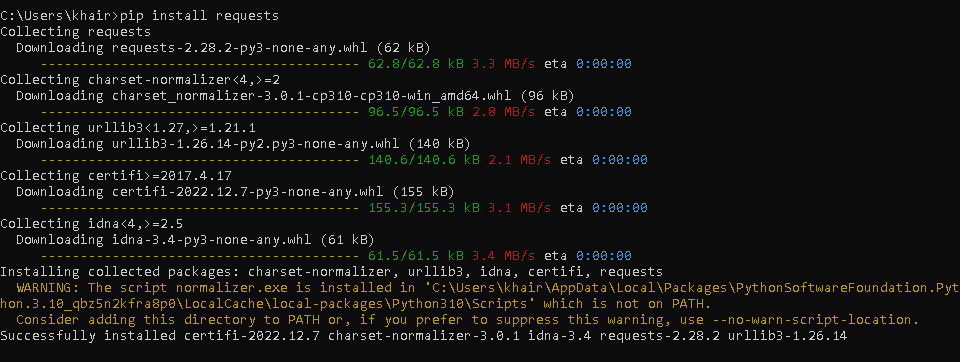 C:\Users\khair>pip install requests
Collecting requests
  Downloading requests-2.28.2-py3-none-any.whl (62 kB)
     ---------------------------------------- 62.8/62.8 kB 3.3 MB/s eta 0:00:00
Collecting charset-normalizer<4,>=2
  Downloading charset_normalizer-3.0.1-cp310-cp310-win_amd64.whl (96 kB)
     ---------------------------------------- 96.5/96.5 kB 2.8 MB/s eta 0:00:00
Collecting urllib3<1.27,>=1.21.1
  Downloading urllib3-1.26.14-py2.py3-none-any.whl (140 kB)
     ---------------------------------------- 140.6/140.6 kB 2.1 MB/s eta 0:00:00
Collecting certifi>=2017.4.17
  Downloading certifi-2022.12.7-py3-none-any.whl (155 kB)
     ---------------------------------------- 155.3/155.3 kB 3.1 MB/s eta 0:00:00
Collecting idna<4,>=2.5
  Downloading idna-3.4-py3-none-any.whl (61 kB)
     ---------------------------------------- 61.5/61.5 kB 3.4 MB/s eta 0:00:00
Installing collected packages: charset-normalizer, urllib3, idna, certifi, requests
  WARNING: The script normalizer.exe is installed in 'C:\Users\khair\AppData\Local\Packages\PythonSoftwareFoundation.Pyt
hon.3.10_qbz5n2kfra8p0\LocalCache\local-packages\Python310\Scripts' which is not on PATH.
  Consider adding this directory to PATH or, if you prefer to suppress this warning, use --no-warn-script-location.
Successfully installed certifi-2022.12.7 charset-normalizer-3.0.1 idna-3.4 requests-2.28.2 urllib3-1.26.14